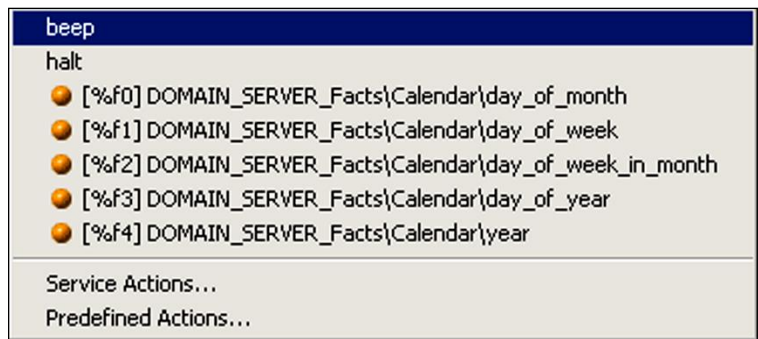 beep
halt
[%f0] DOMAIN_SERVER_Facts\Calendar\day_of_month
[%f1] DOMAIN_SERVER_Facts\Calendar\day_of_week
[%f2] DOMAIN_SERVER_Facts\Calendar\day_of_week_in_month
[%f3] DOMAIN_SERVER_Facts\Calendar\day_of_year
[%f4] DOMAIN_SERVER_Facts\Calendar\year
Service Actions...
Predefined Actions...